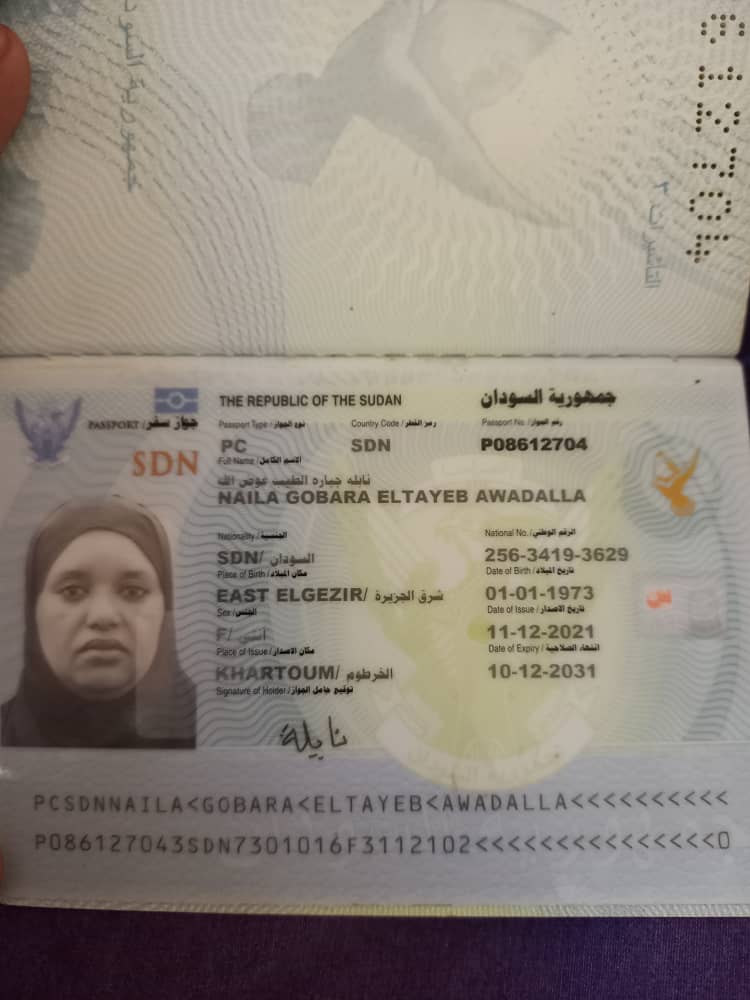 جمهورية السودان
التأشيرات ٣
THE REPUBLIC OF THE SUDAN جمهورية السودان
PASSPORT/جواز سفر
Passport Type / نوع الجواز Country Code / رمز القطر Passport No. / رقم الجواز
PC SDN P08612704
SDN
Full Name / الاسم الكامل
نايله جباره الطيب عوض الله
NAILA GOBARA ELTAYEB AWADALLA
Nationality / الجنسية National No. / الرقم الوطني
SDN/ السودان 256-3419-3629
Place of Birth / مكان الميلاد Date of Birth / تاريخ الميلاد
EAST ELGEZIR/ شرق الجزيرة 01-01-1973
Sex / الجنس Date of Issue / تاريخ الاصدار
F/ انثى 11-12-2021
Place of Issue / مكان الاصدار Date of Expiry / انتهاء الصلاحية
KHARTOUM/ الخرطوم 10-12-2031
Signature of Holder / توقيع حامل الجواز
نايلة
PCSDNNAILA<GOBARA<ELTAYEB<AWADALLA<<<<<<<<<<
P086127043SDN7301016F3112102<<<<<<<<<<<<<<<0